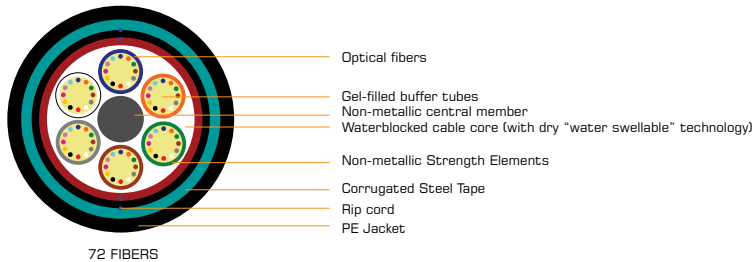 Optical fibers
Gel-filled buffer tubes
Non-metallic central member
Waterblocked cable core (with dry “water swellable” technology)
Non-metallic Strength Elements
Corrugated Steel Tape
Rip cord
PE Jacket
72 FIBERS